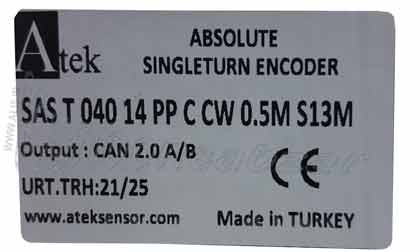 Atek
ABSOLUTE
SINGLETURN ENCODER
SAS T 040 14 PP C CW 0.5M S13M
Output : CAN 2.0 A/B
CE
URT.TRH:21/25
www.ateksensor.com
Made in TURKEY